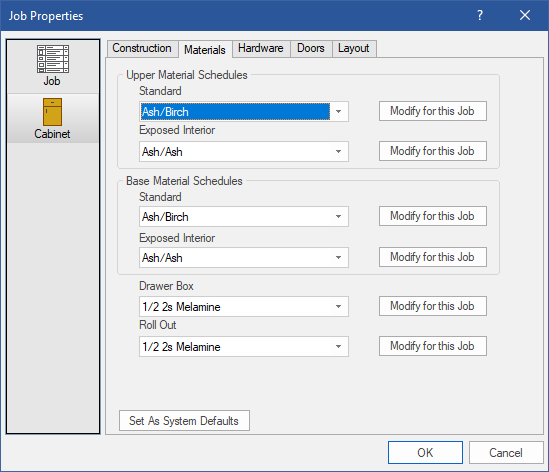 Job Properties ?
Job
Cabinet
Construction Materials Hardware Doors Layout
Upper Material Schedules
Standard
Ash/Birch Modify for this Job
Exposed Interior
Ash/Ash Modify for this Job
Base Material Schedules
Standard
Ash/Birch Modify for this Job
Exposed Interior
Ash/Ash Modify for this Job
Drawer Box
1/2 2s Melamine Modify for this Job
Roll Out
1/2 2s Melamine Modify for this Job
Set As System Defaults
OK Cancel